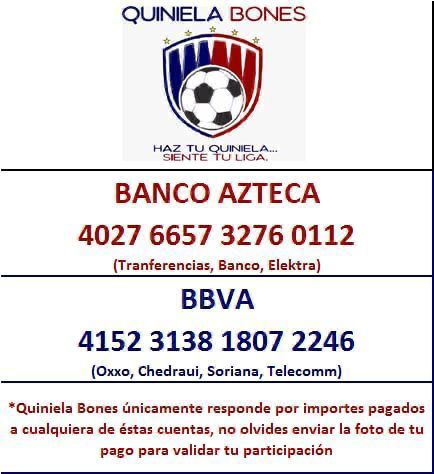 QUINIELA BONES
HAZ TU QUINIELA...
SIENTE TU LIGA.
BANCO AZTECA
4027 6657 3276 0112
(Tranferencias, Banco, Elektra)
BBVA
4152 3138 1807 2246
(Oxxo, Chedraui, Soriana, Telecomm)
*Quiniela Bones únicamente responde por importes pagados
a cualquiera de éstas cuentas, no olvides enviar la foto de tu
pago para validar tu participación